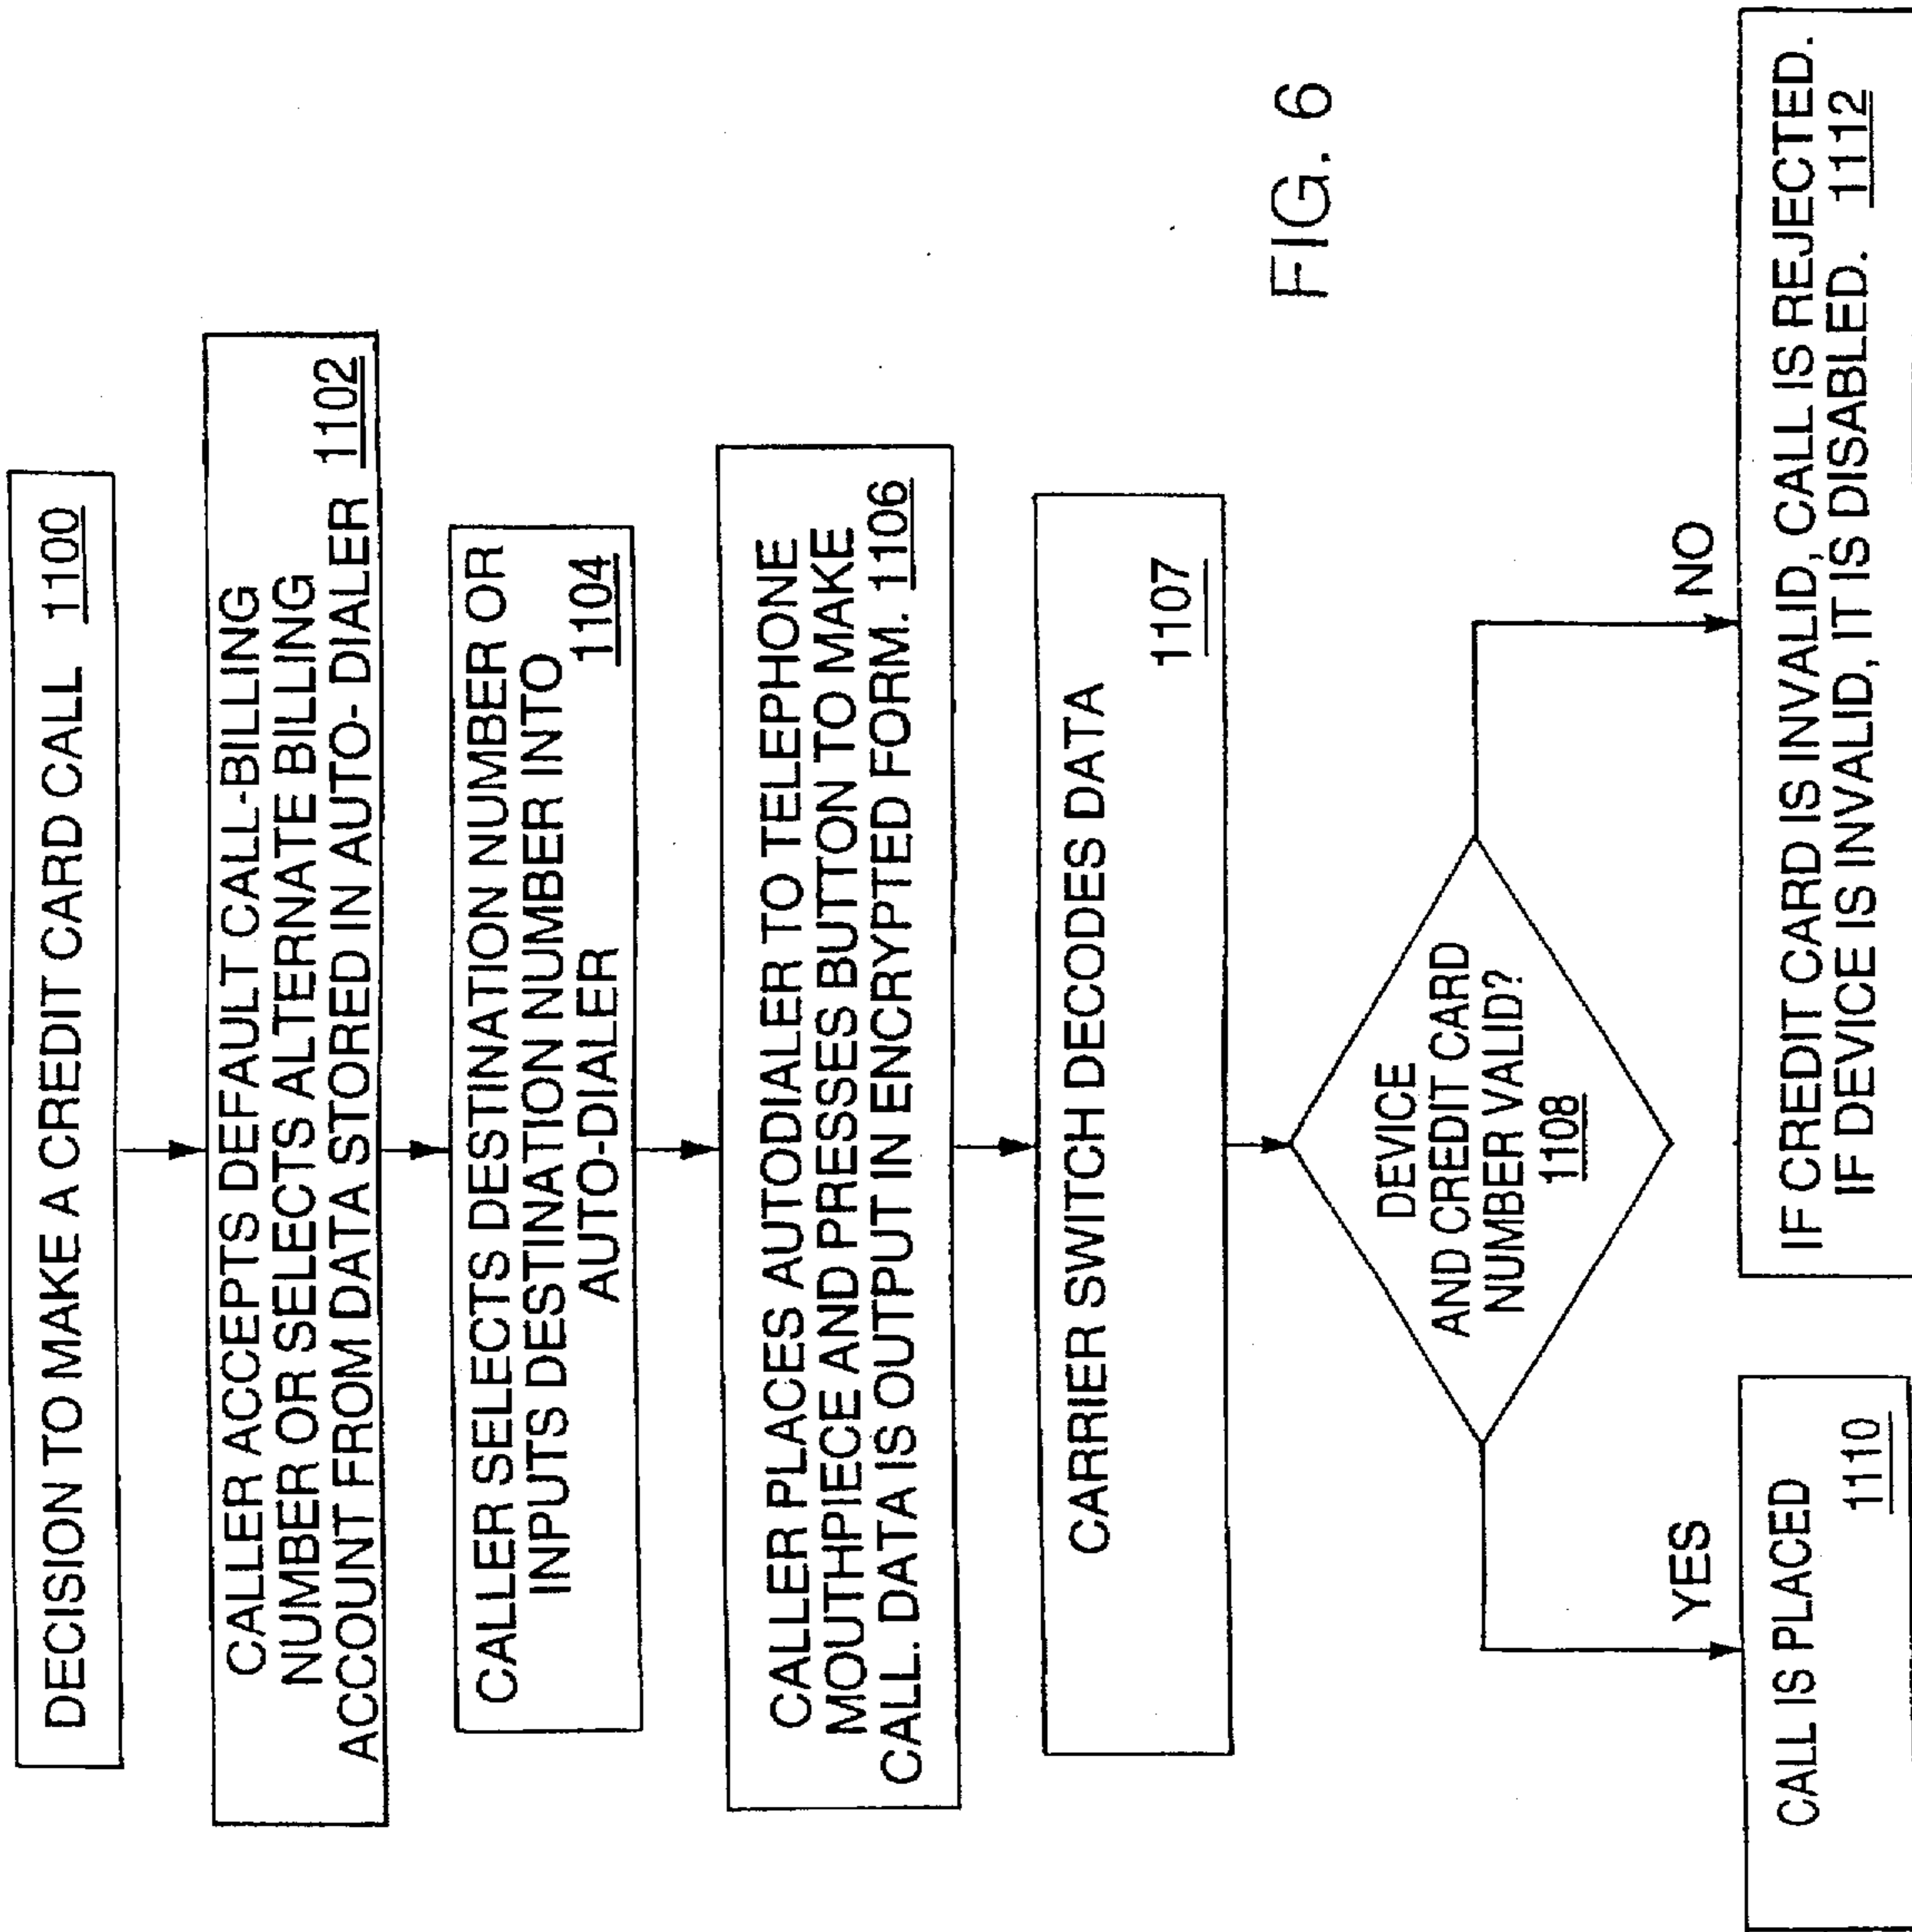 DECISION TO MAKE A CREDIT CARD CALL 1100
CALLER ACCEPTS DEFAULT CALL-BILLING
NUMBER OR SELECTS ALTERNATE BILLING
ACCOUNT FROM DATA STORED IN AUTO- DIALER 1102
CALLER SELECTS DESTINATION NUMBER OR
INPUTS DESTINATION NUMBER INTO
AUTO-DIALER 1104
CALLER PLACES AUTODIALER TO TELEPHONE
MOUTHPIECE AND PRESSES BUTTON TO MAKE
CALL. DATA IS OUTPUT IN ENCRYPTED FORM. 1106
CARRIER SWITCH DECODES DATA
1107
DEVICE
AND CREDIT CARD
NUMBER VALID?
1108
YES
NO
CALL IS PLACED
1110
IF CREDIT CARD IS INVALID, CALL IS REJECTED.
IF DEVICE IS INVALID, IT IS DISABLED. 1112
FIG. 6